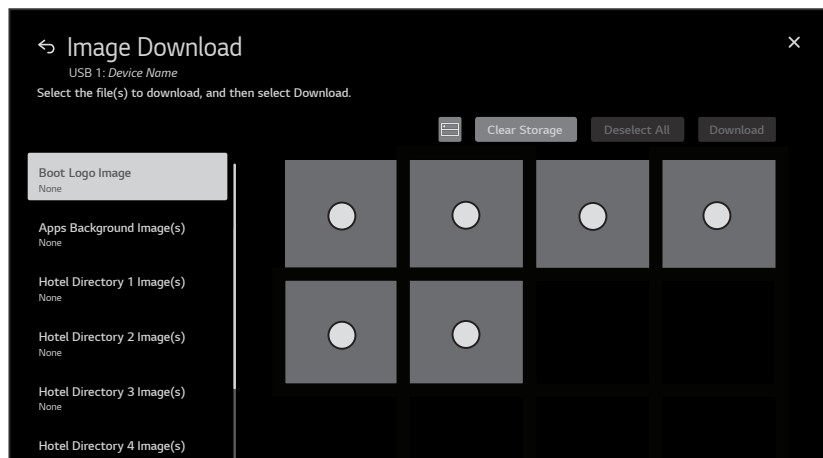 Image Download
USB 1: Device Name
Select the file(s) to download, and then select Download.
Clear Storage
Deselect All
Download
Boot Logo Image
None
Apps Background Image(s)
None
Hotel Directory 1 Image(s)
None
Hotel Directory 2 Image(s)
None
Hotel Directory 3 Image(s)
None
Hotel Directory 4 Image(s)